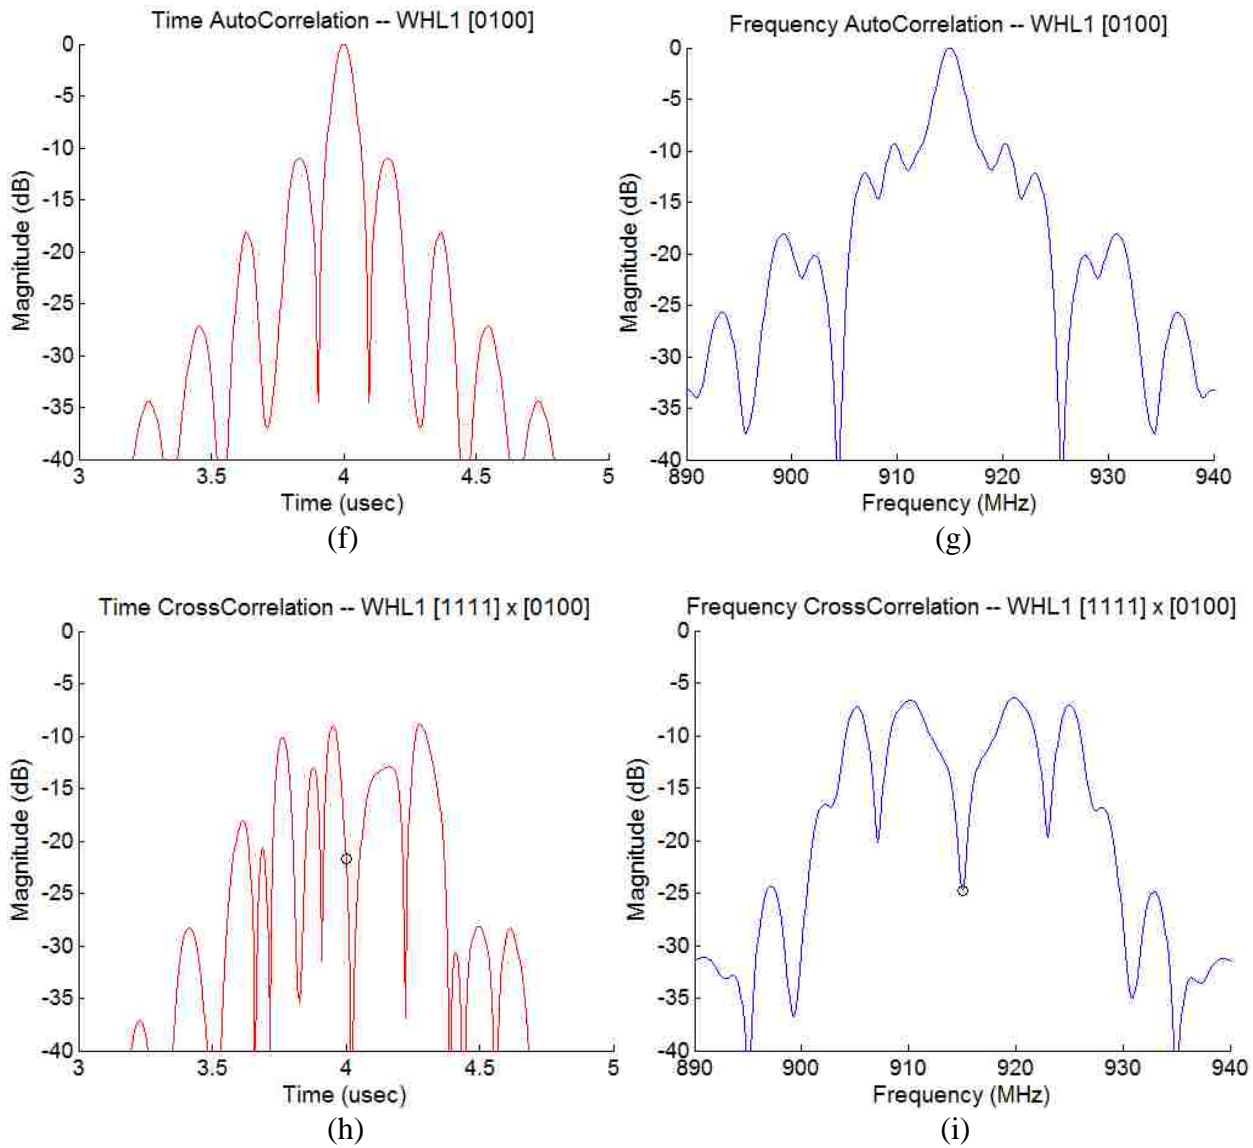 Time AutoCorrelation -- WHL1 [0100]
0
-5
-10
-15
-20
-25
-30
-35
-40
Magnitude (dB)
3 3.5 4 4.5 5
Time (usec)
(f)
Frequency AutoCorrelation -- WHL1 [0100]
0
-5
-10
-15
-20
-25
-30
-35
-40
Magnitude (dB)
890 900 910 920 930 940
Frequency (MHz)
(g)
Time CrossCorrelation -- WHL1 [1111] x [0100]
0
-5
-10
-15
-20
-25
-30
-35
-40
Magnitude (dB)
3 3.5 4 4.5 5
Time (usec)
(h)
Frequency CrossCorrelation -- WHL1 [1111] x [0100]
0
-5
-10
-15
-20
-25
-30
-35
-40
Magnitude (dB)
890 900 910 920 930 940
Frequency (MHz)
(i)